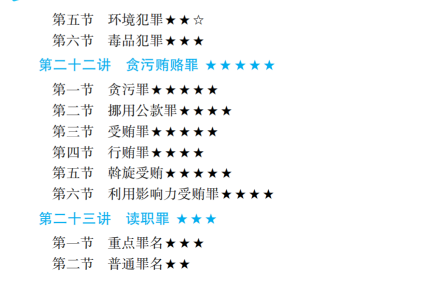 第五节 环境犯罪★★☆
第六节 毒品犯罪★★★
第二十二讲 贪污贿赂罪 ★★★★★
第一节 贪污罪★★★★★
第二节 挪用公款罪★★★★
第三节 受贿罪★★★★★
第四节 行贿罪★★★★
第五节 斡旋受贿★★★★★
第六节 利用影响力受贿罪★★★★
第二十三讲 读职罪 ★★★
第一节 重点罪名★★★
第二节 普通罪名★★